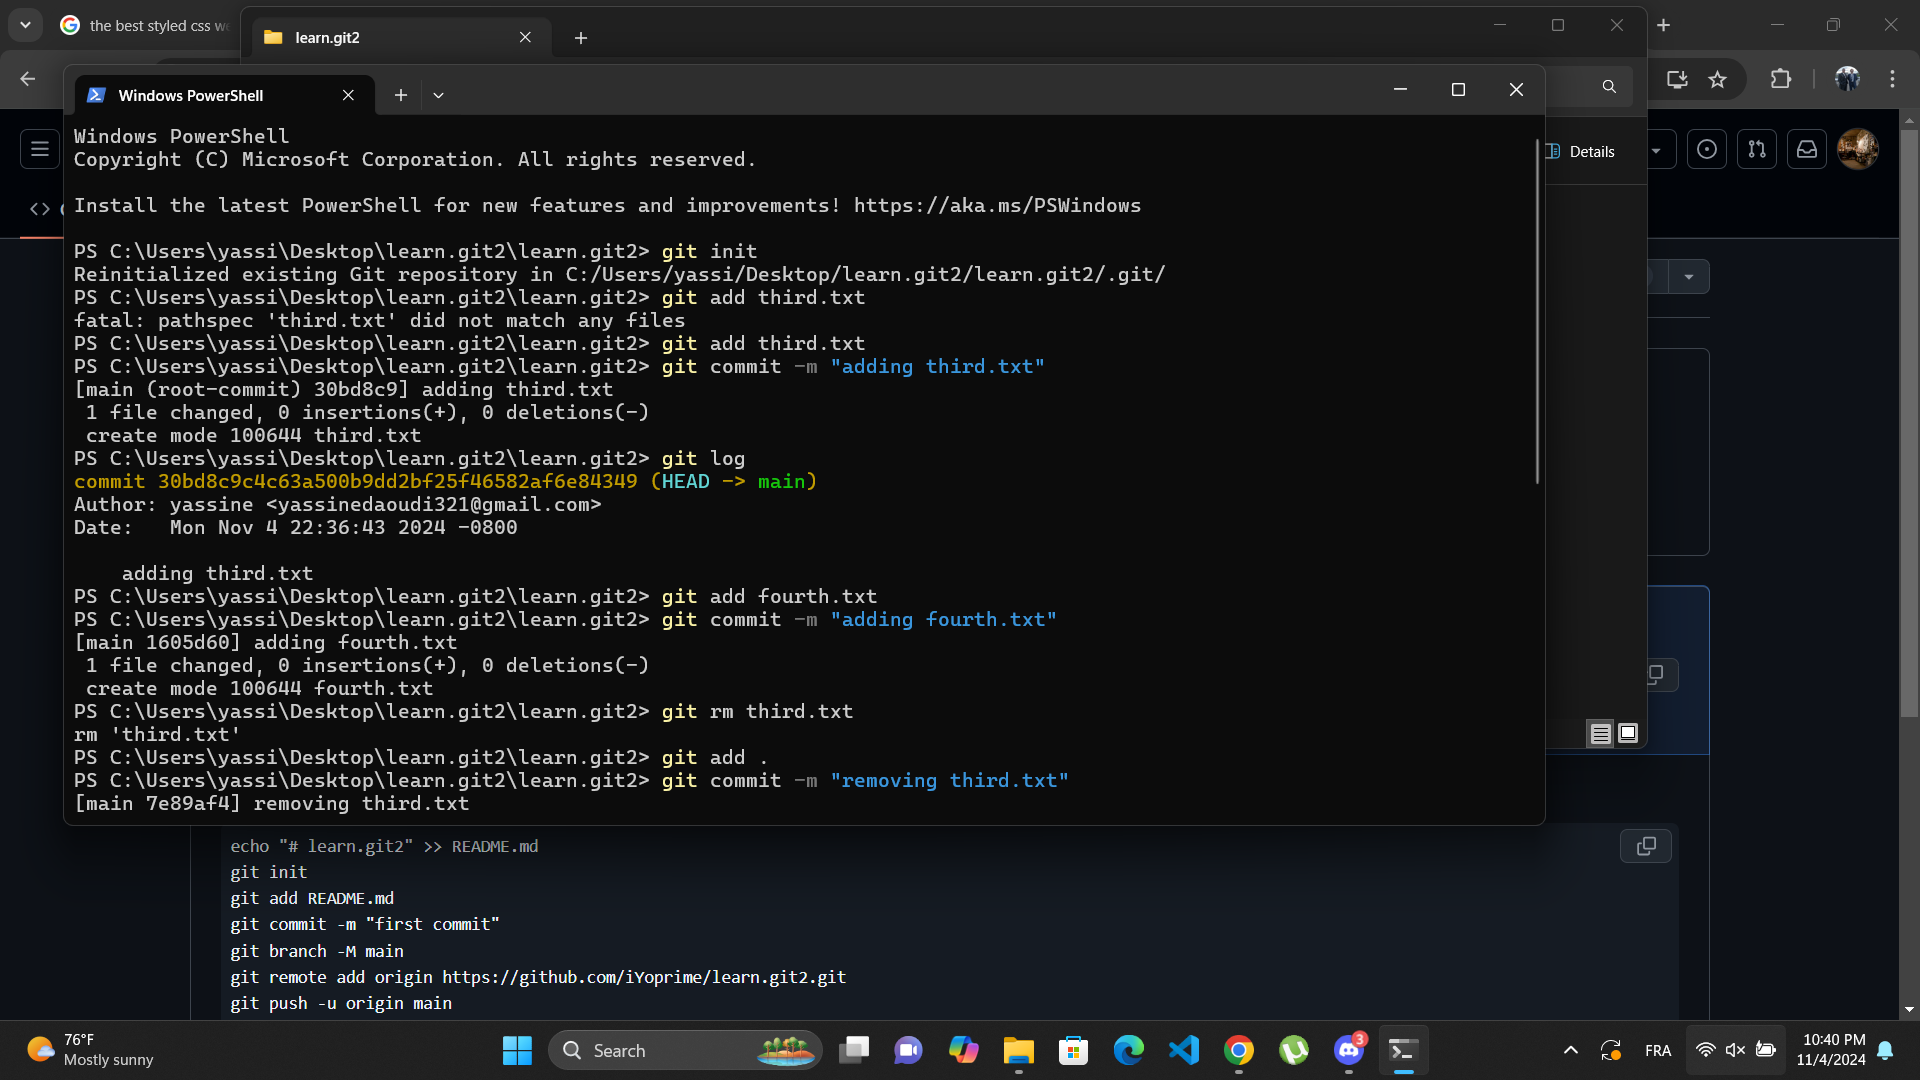 the best styled css we
learn.git2
Windows PowerShell
Details
Windows PowerShell
Copyright (C) Microsoft Corporation. All rights reserved.
Install the latest PowerShell for new features and improvements! https://aka.ms/PSWindows
PS C:\Users\yassi\Desktop\learn.git2\learn.git2> git init
Reinitialized existing Git repository in C:/Users/yassi/Desktop/learn.git2/learn.git2/.git/
PS C:\Users\yassi\Desktop\learn.git2\learn.git2> git add third.txt
fatal: pathspec 'third.txt' did not match any files
PS C:\Users\yassi\Desktop\learn.git2\learn.git2> git add third.txt
PS C:\Users\yassi\Desktop\learn.git2\learn.git2> git commit -m "adding third.txt"
[main (root-commit) 30bd8c9] adding third.txt
 1 file changed, 0 insertions(+), 0 deletions(-)
 create mode 100644 third.txt
PS C:\Users\yassi\Desktop\learn.git2\learn.git2> git log
commit 30bd8c9c4c63a500b9dd2bf25f46582af6e84349 (HEAD -> main)
Author: yassine <yassinedaoudi321@gmail.com>
Date:   Mon Nov 4 22:36:43 2024 -0800
    adding third.txt
PS C:\Users\yassi\Desktop\learn.git2\learn.git2> git add fourth.txt
PS C:\Users\yassi\Desktop\learn.git2\learn.git2> git commit -m "adding fourth.txt"
[main 1605d60] adding fourth.txt
 1 file changed, 0 insertions(+), 0 deletions(-)
 create mode 100644 fourth.txt
PS C:\Users\yassi\Desktop\learn.git2\learn.git2> git rm third.txt
rm 'third.txt'
PS C:\Users\yassi\Desktop\learn.git2\learn.git2> git add .
PS C:\Users\yassi\Desktop\learn.git2\learn.git2> git commit -m "removing third.txt"
[main 7e89af4] removing third.txt
echo "# learn.git2" >> README.md
git init
git add README.md
git commit -m "first commit"
git branch -M main
git remote add origin https://github.com/iYoprime/learn.git2.git
git push -u origin main
76°F
Mostly sunny
Search
3
FRA
10:40 PM
11/4/2024